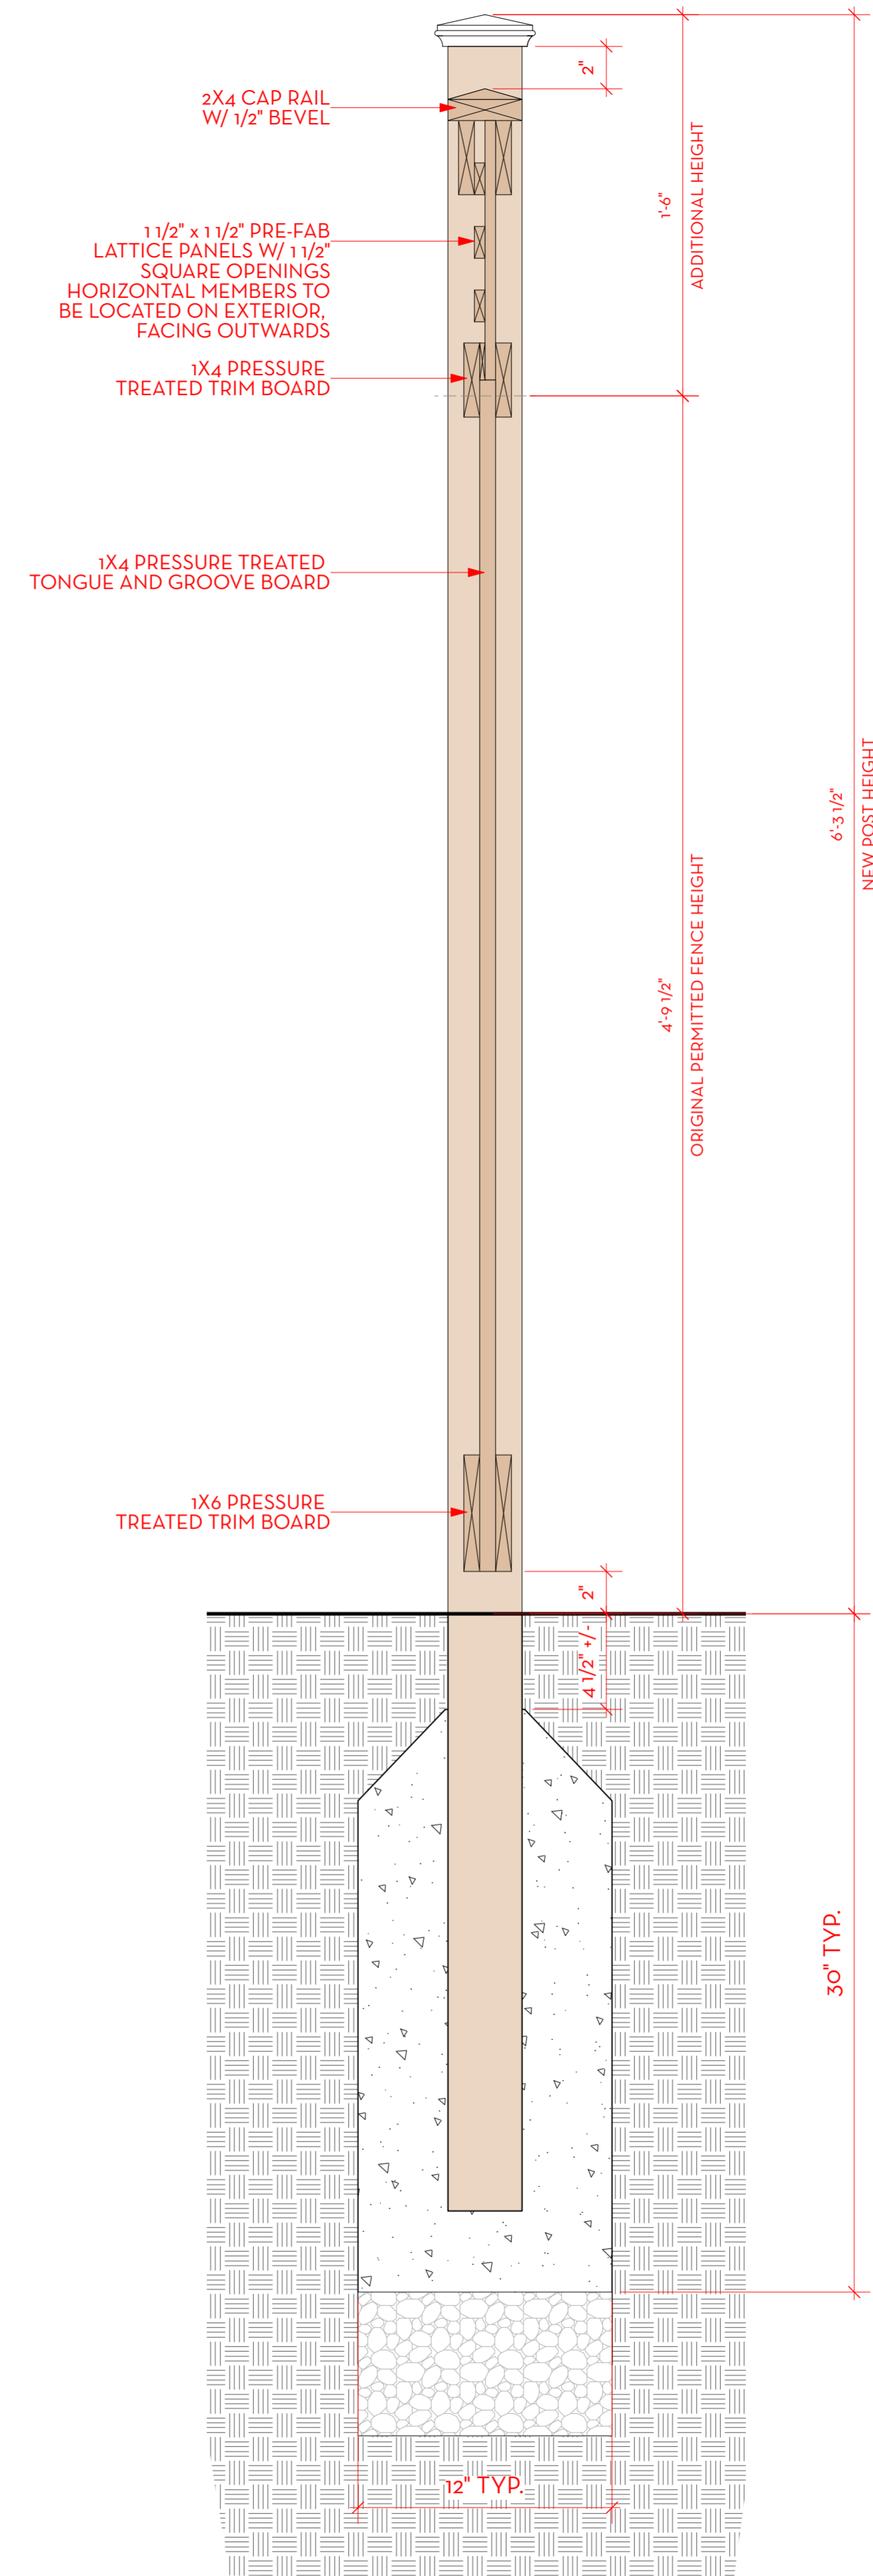 2"
2X4 CAP RAIL
W/ 1/2" BEVEL
1'-6"
ADDITIONAL HEIGHT
1 1/2" x 1 1/2" PRE-FAB
LATTICE PANELS W/ 1 1/2"
SQUARE OPENINGS
HORIZONTAL MEMBERS TO
BE LOCATED ON EXTERIOR,
FACING OUTWARDS
1X4 PRESSURE
TREATED TRIM BOARD
1X4 PRESSURE TREATED
TONGUE AND GROOVE BOARD
6'-3 1/2"
NEW POST HEIGHT
4'-9 1/2"
ORIGINAL PERMITTED FENCE HEIGHT
1X6 PRESSURE
TREATED TRIM BOARD
2"
4 1/2" +/-
30" TYP.
12" TYP.